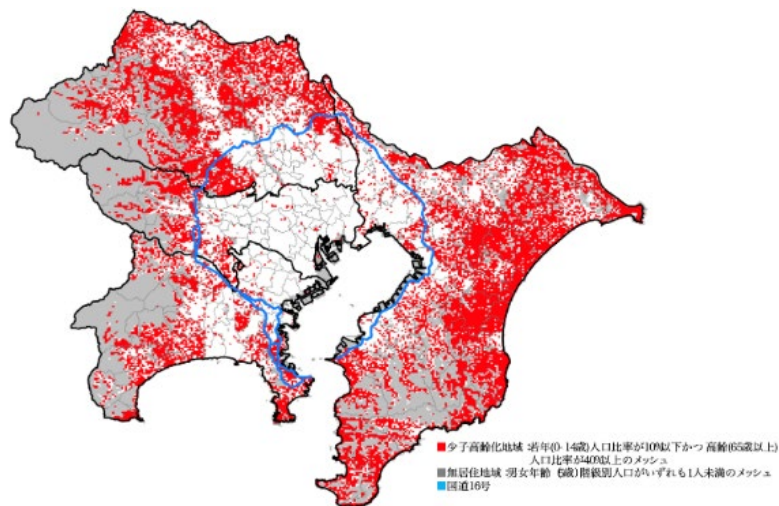 ■少子高齢化地域:若年(0-14歳)人口比率が10%以下かつ高齢(65歳以上)
人口比率が40%以上のメッシュ
■無居住地域:男女年齢(5歳)階級別人口がいずれも1人未満のメッシュ
■国道16号